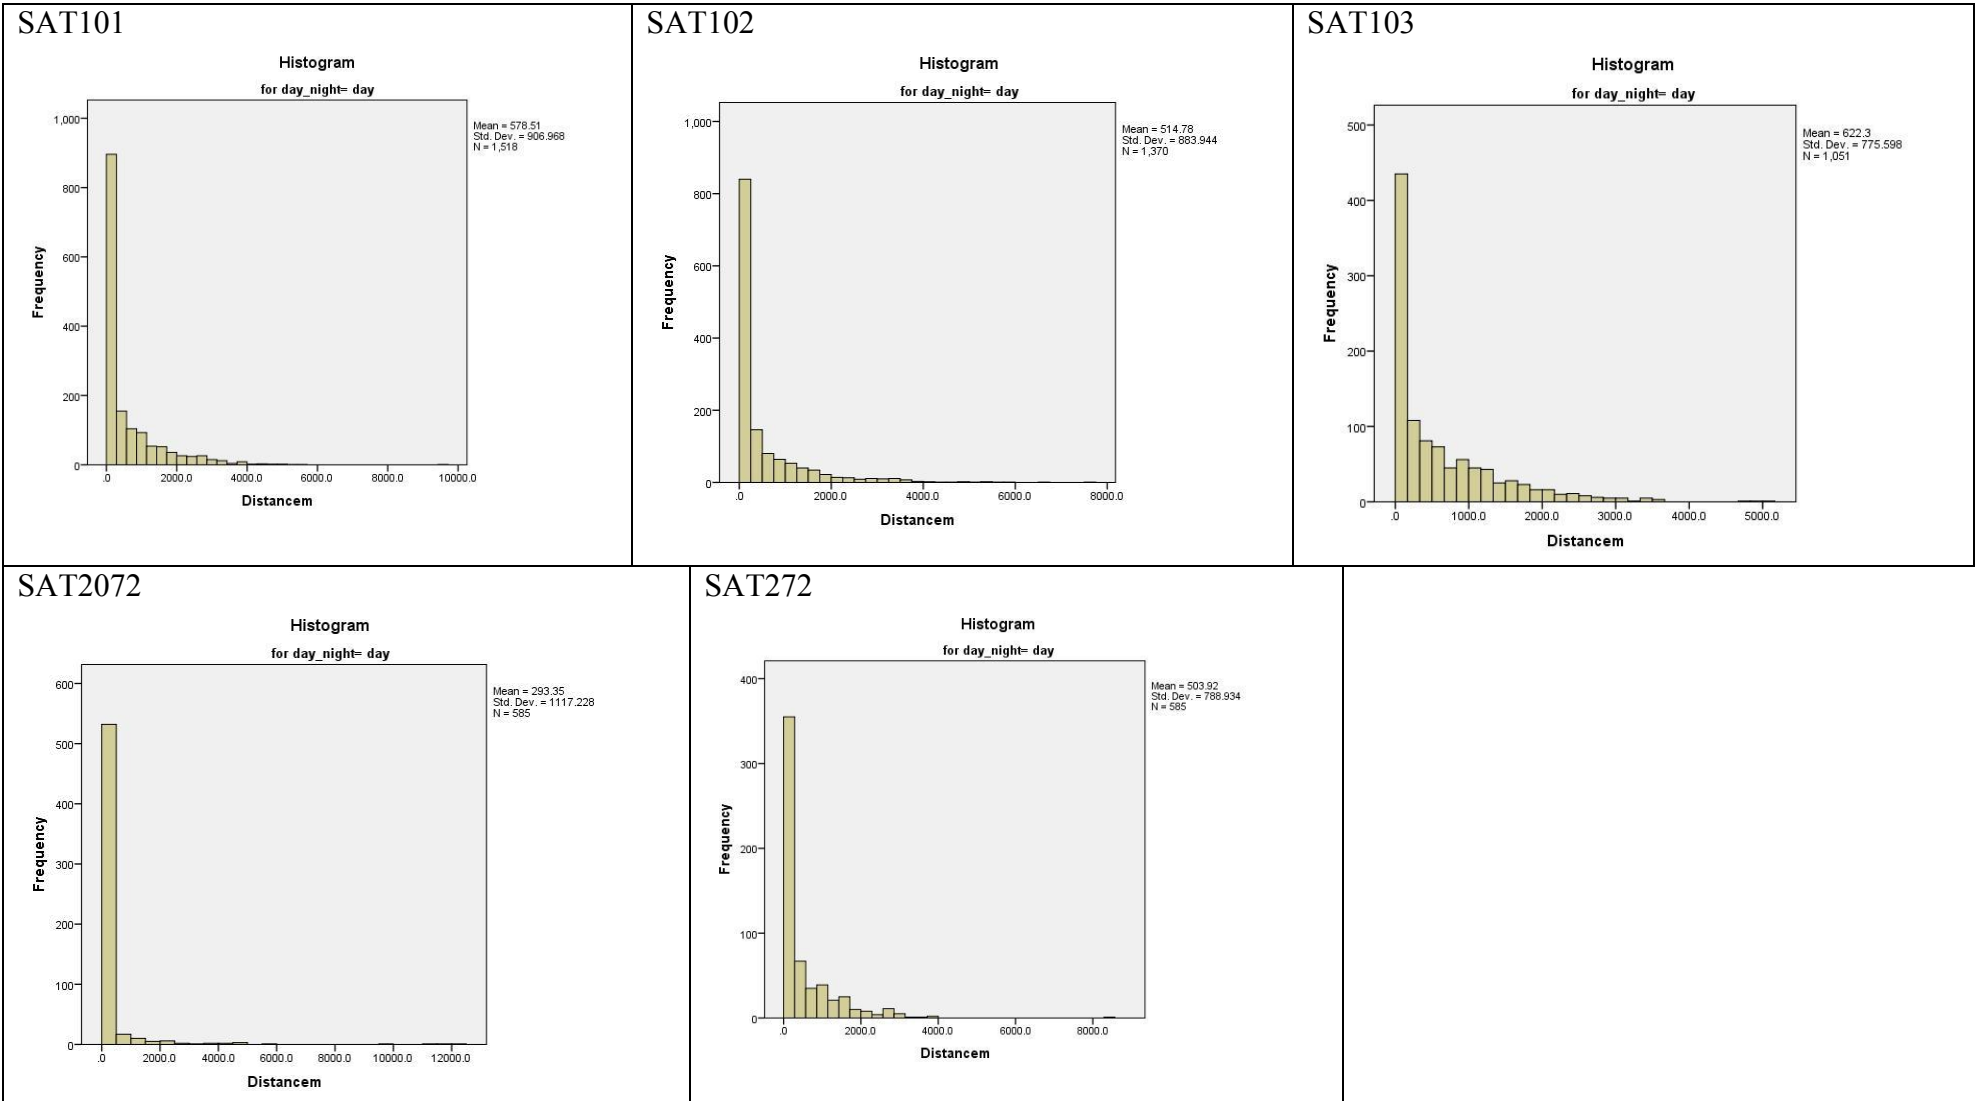 SAT101
Histogram
for day_night= day
1,000
800
600
400
200
0
.0 2000.0 4000.0 6000.0 8000.0 10000.0
Frequency
Distancem
Mean = 578.51
Std. Dev. = 906.968
N = 1,518
SAT102
Histogram
for day_night= day
1,000
800
600
400
200
0
.0 2000.0 4000.0 6000.0 8000.0
Frequency
Distancem
Mean = 514.78
Std. Dev. = 883.944
N = 1,370
SAT103
Histogram
for day_night= day
500
400
300
200
100
0
.0 1000.0 2000.0 3000.0 4000.0 5000.0
Frequency
Distancem
Mean = 622.3
Std. Dev. = 775.598
N = 1,051
SAT2072
Histogram
for day_night= day
600
500
400
300
200
100
0
.0 2000.0 4000.0 6000.0 8000.0 10000.0 12000.0
Frequency
Distancem
Mean = 293.35
Std. Dev. = 1117.228
N = 585
SAT272
Histogram
for day_night= day
400
300
200
100
0
.0 2000.0 4000.0 6000.0 8000.0
Frequency
Distancem
Mean = 503.92
Std. Dev. = 788.934
N = 585